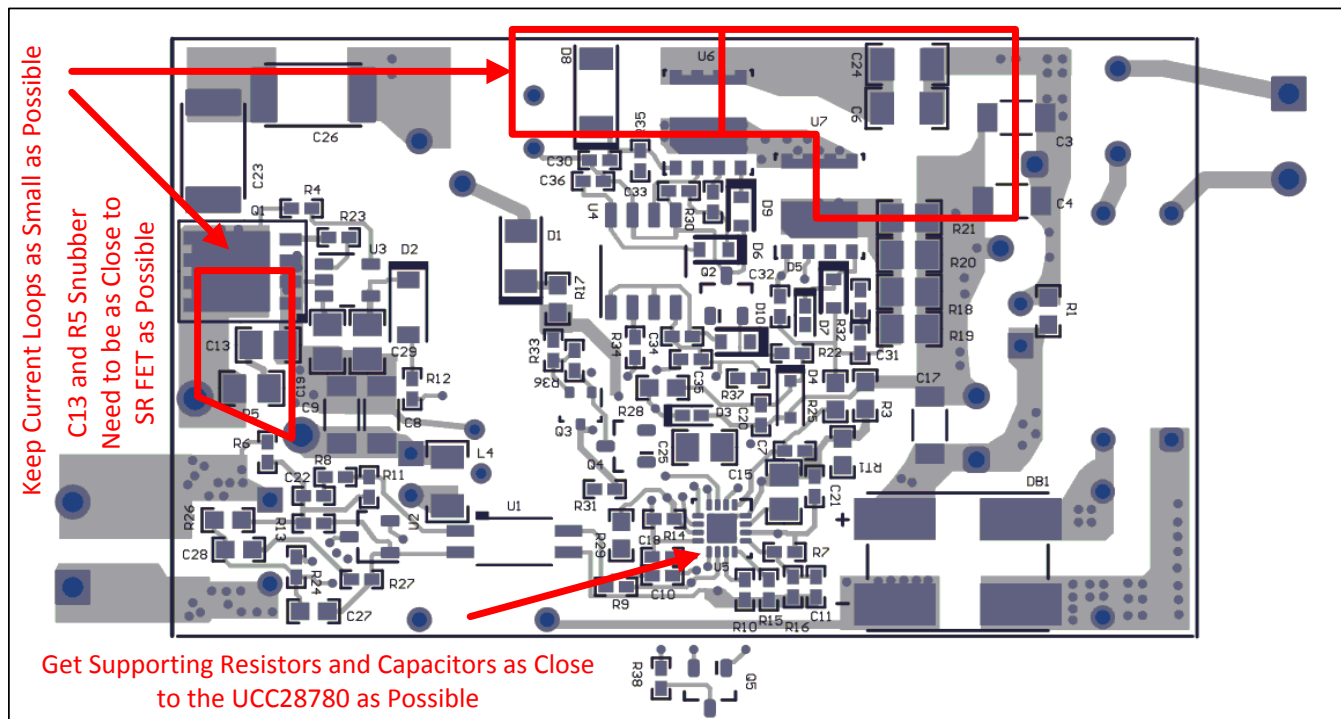 Keep Current Loops as Small as Possible
C13 and R5 Snubber
Need to be as Close to
SR FET as Possible
D8
U6
C24
C6
U7
C3
C26
C23
R35
C30
C36
C33
U4
R30
D9
C4
R4
Q1
R23
U3
D2
D1
D6
Q2
C32
D5
R21
R20
R17
D10
D7
R32
R18
R19
R1
C13
C29
R33
R34
C34
R22
C31
R36
C35
R12
R5
C19
C9
C8
R37
D4
C17
R28
D3
C20
R25
R3
Q3
R6
L4
Q4
C25
C7
RT1
R8
R11
C22
C15
C21
DB1
R31
R26
R13
U2
U1
+
C18
R14
R29
C28
R7
U5
R24
R27
R9
C10
C11
-
C27
R10
R15
R16
Get Supporting Resistors and Capacitors as Close
to the UCC28780 as Possible
R38
Q5